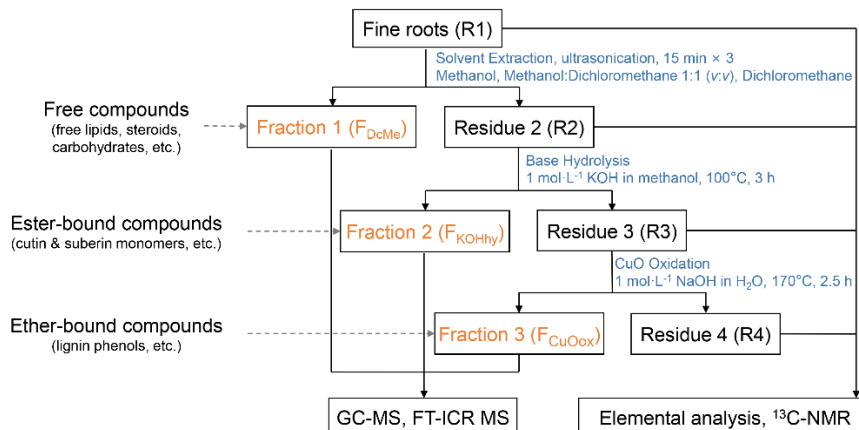 Fine roots (R1)
Solvent Extraction, ultrasonication, 15 min × 3
Methanol, Methanol:Dichloromethane 1:1 (v:v), Dichloromethane
Free compounds
(free lipids, steroids,
carbohydrates, etc.)
Fraction 1 (F_DcMe)
Residue 2 (R2)
Base Hydrolysis
1 mol·L⁻¹ KOH in methanol, 100°C, 3 h
Ester-bound compounds
(cutin & suberin monomers, etc.)
Fraction 2 (F_KOHhy)
Residue 3 (R3)
CuO Oxidation
1 mol·L⁻¹ NaOH in H₂O, 170°C, 2.5 h
Ether-bound compounds
(lignin phenols, etc.)
Fraction 3 (F_CuOox)
Residue 4 (R4)
GC-MS, FT-ICR MS
Elemental analysis, ¹³C-NMR